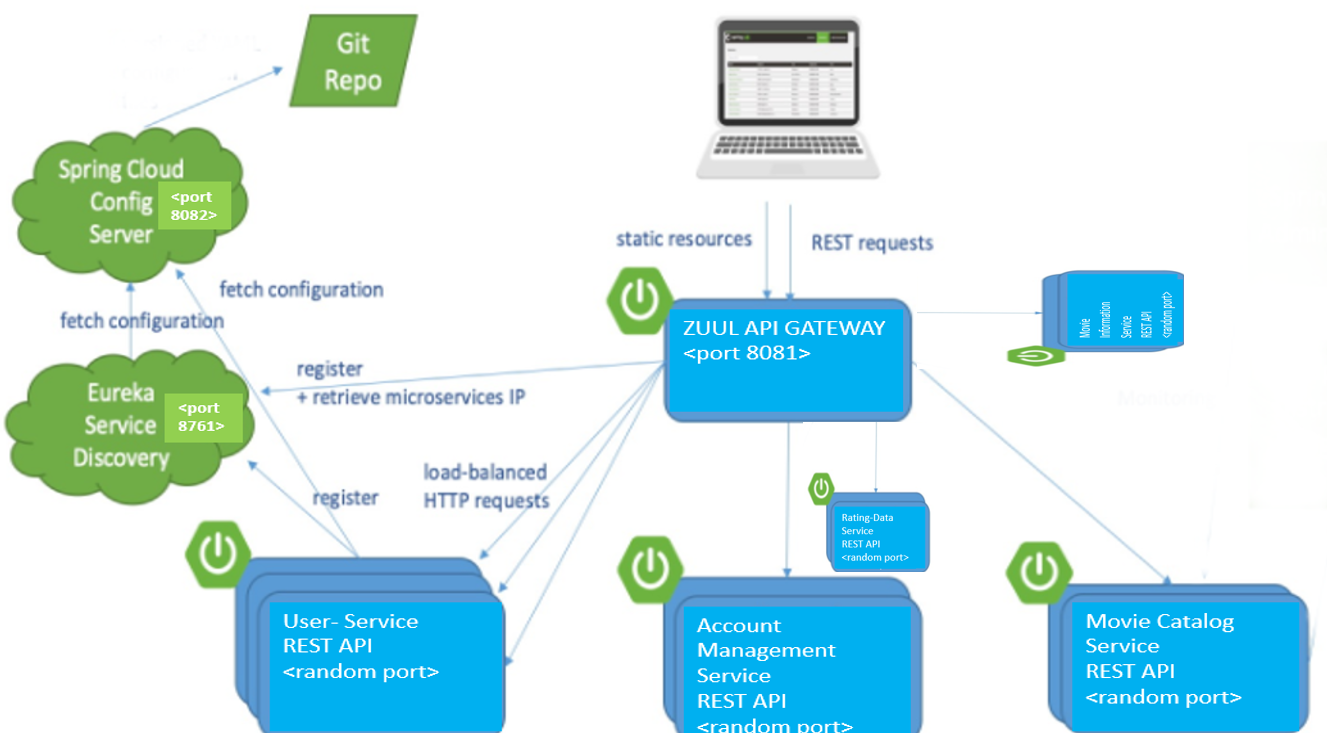 Git
Repo
Spring Cloud
Config
Server
<port
8082>
static resources
REST requests
fetch configuration
fetch configuration
ZUUL API GATEWAY
<port 8081>
Movie
Information
Service
REST API
<random port>
register
+ retrieve microservices IP
Eureka
Service
Discovery
<port
8761>
load-balanced
HTTP requests
register
Rating-Data
Service
REST API
<random port>
User- Service
REST API
<random port>
Account
Management
Service
REST API
<random port>
Movie Catalog
Service
REST API
<random port>